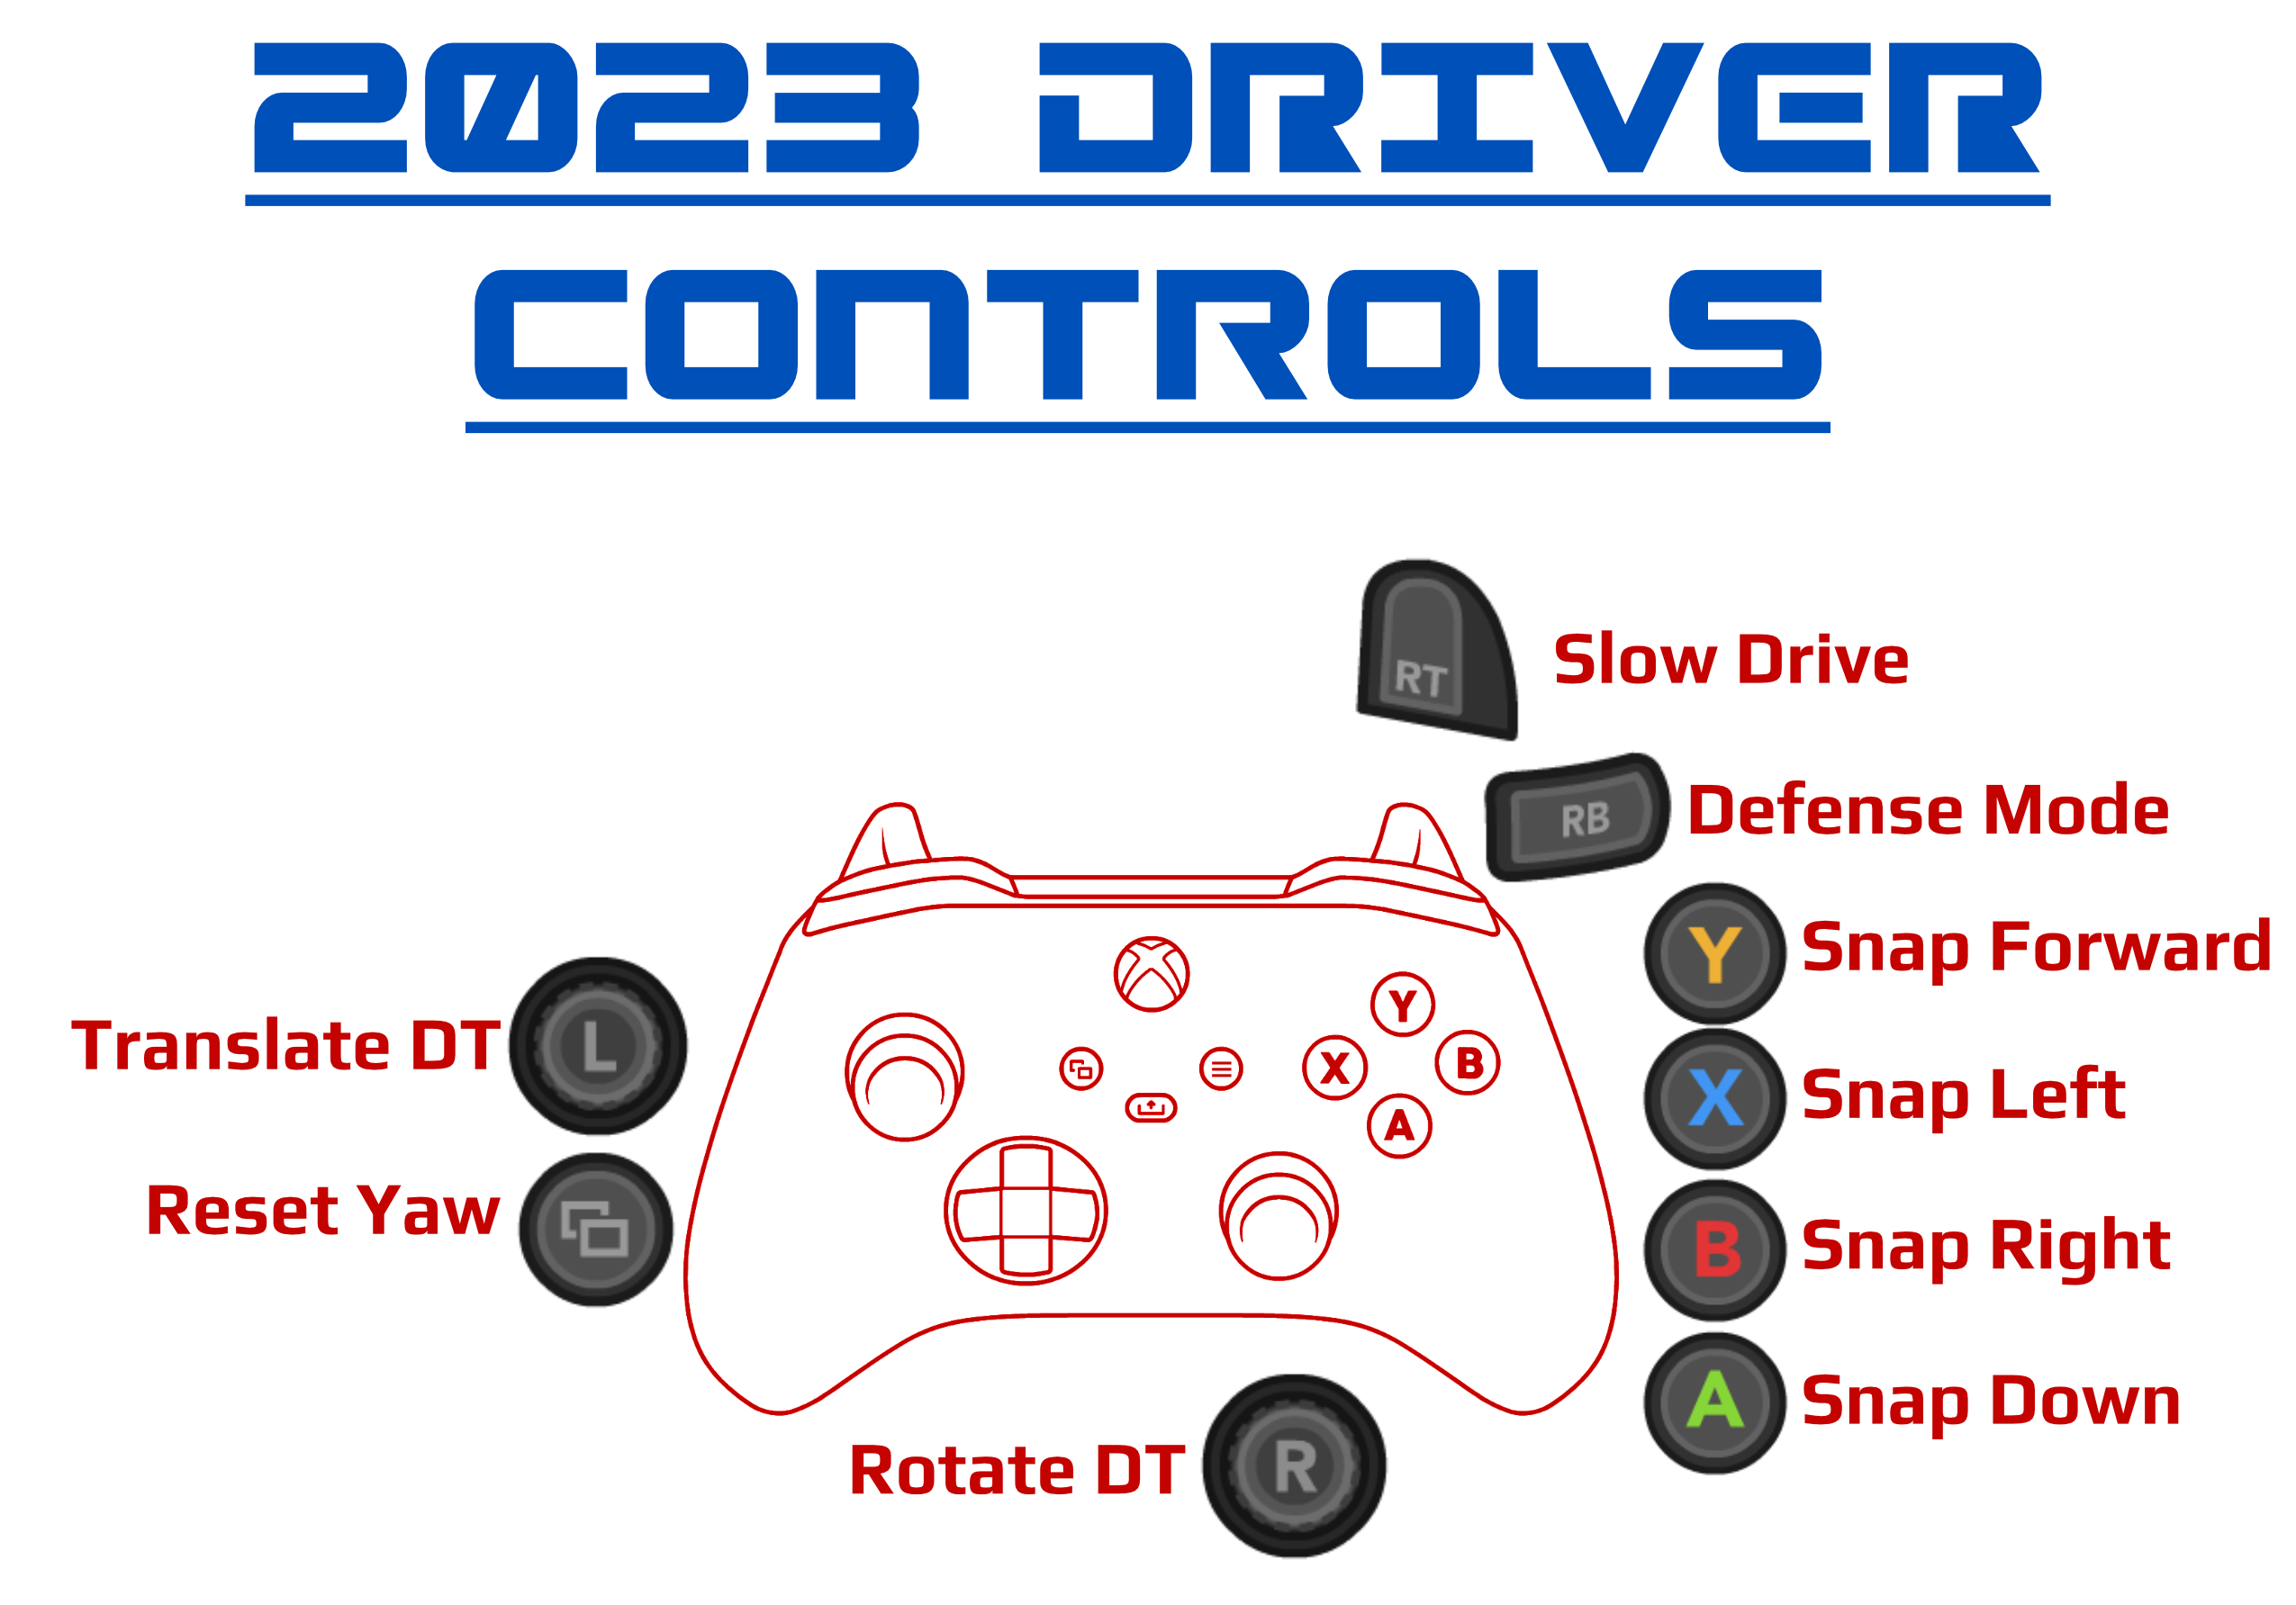 2023 DRIVER
CONTROLS
RT
Slow Drive
RB
Defense Mode
Y
Snap Forward
L
Translate DT
Y
X
B
A
X
Snap Left
Reset Yaw
B
Snap Right
A
Snap Down
Rotate DT
R